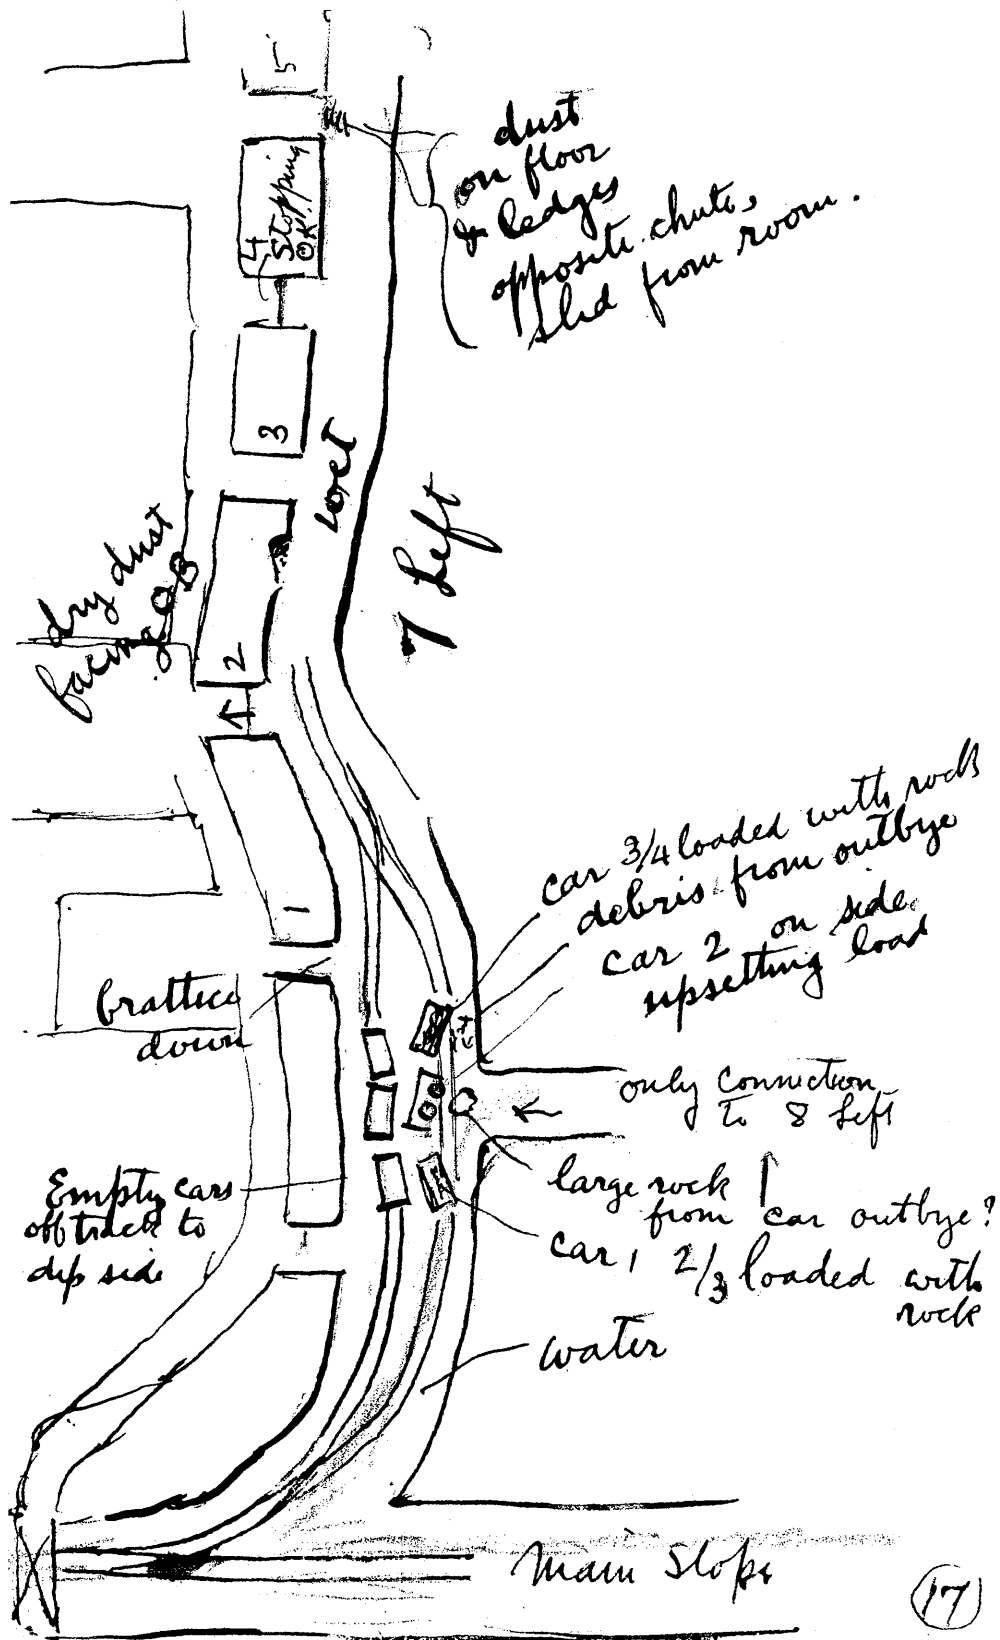 5
dust
on floor
& ledges
opposite chute,
slid from room.
4
Stopping
OK.
3
Level
7 Left
dry dust
facing OB
2
1
car 3/4 loaded with rock
debris from outbye
car 2 on side
upsetting load
brattice
down
only connection
to 8 Left
Empty cars
off track to
dip side
large rock
from car outbye?
car 1 2/3 loaded with
rock
water
Main Slope
17